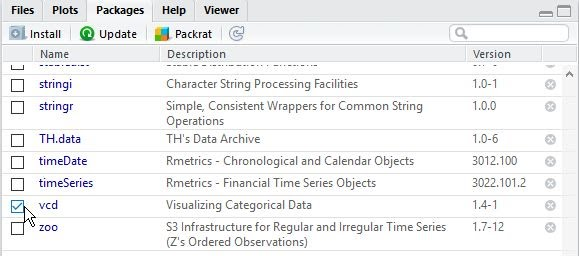 Files Plots Packages Help Viewer
Install Update Packrat
Name Description Version
stringi Character String Processing Facilities 1.0-1
stringr Simple, Consistent Wrappers for Common String 1.0.0
Operations
TH.data TH's Data Archive 1.0-6
timeDate Rmetrics - Chronological and Calendar Objects 3012.100
timeSeries Rmetrics - Financial Time Series Objects 3022.101.2
vcd Visualizing Categorical Data 1.4-1
zoo S3 Infrastructure for Regular and Irregular Time Series 1.7-12
(Z's Ordered Observations)